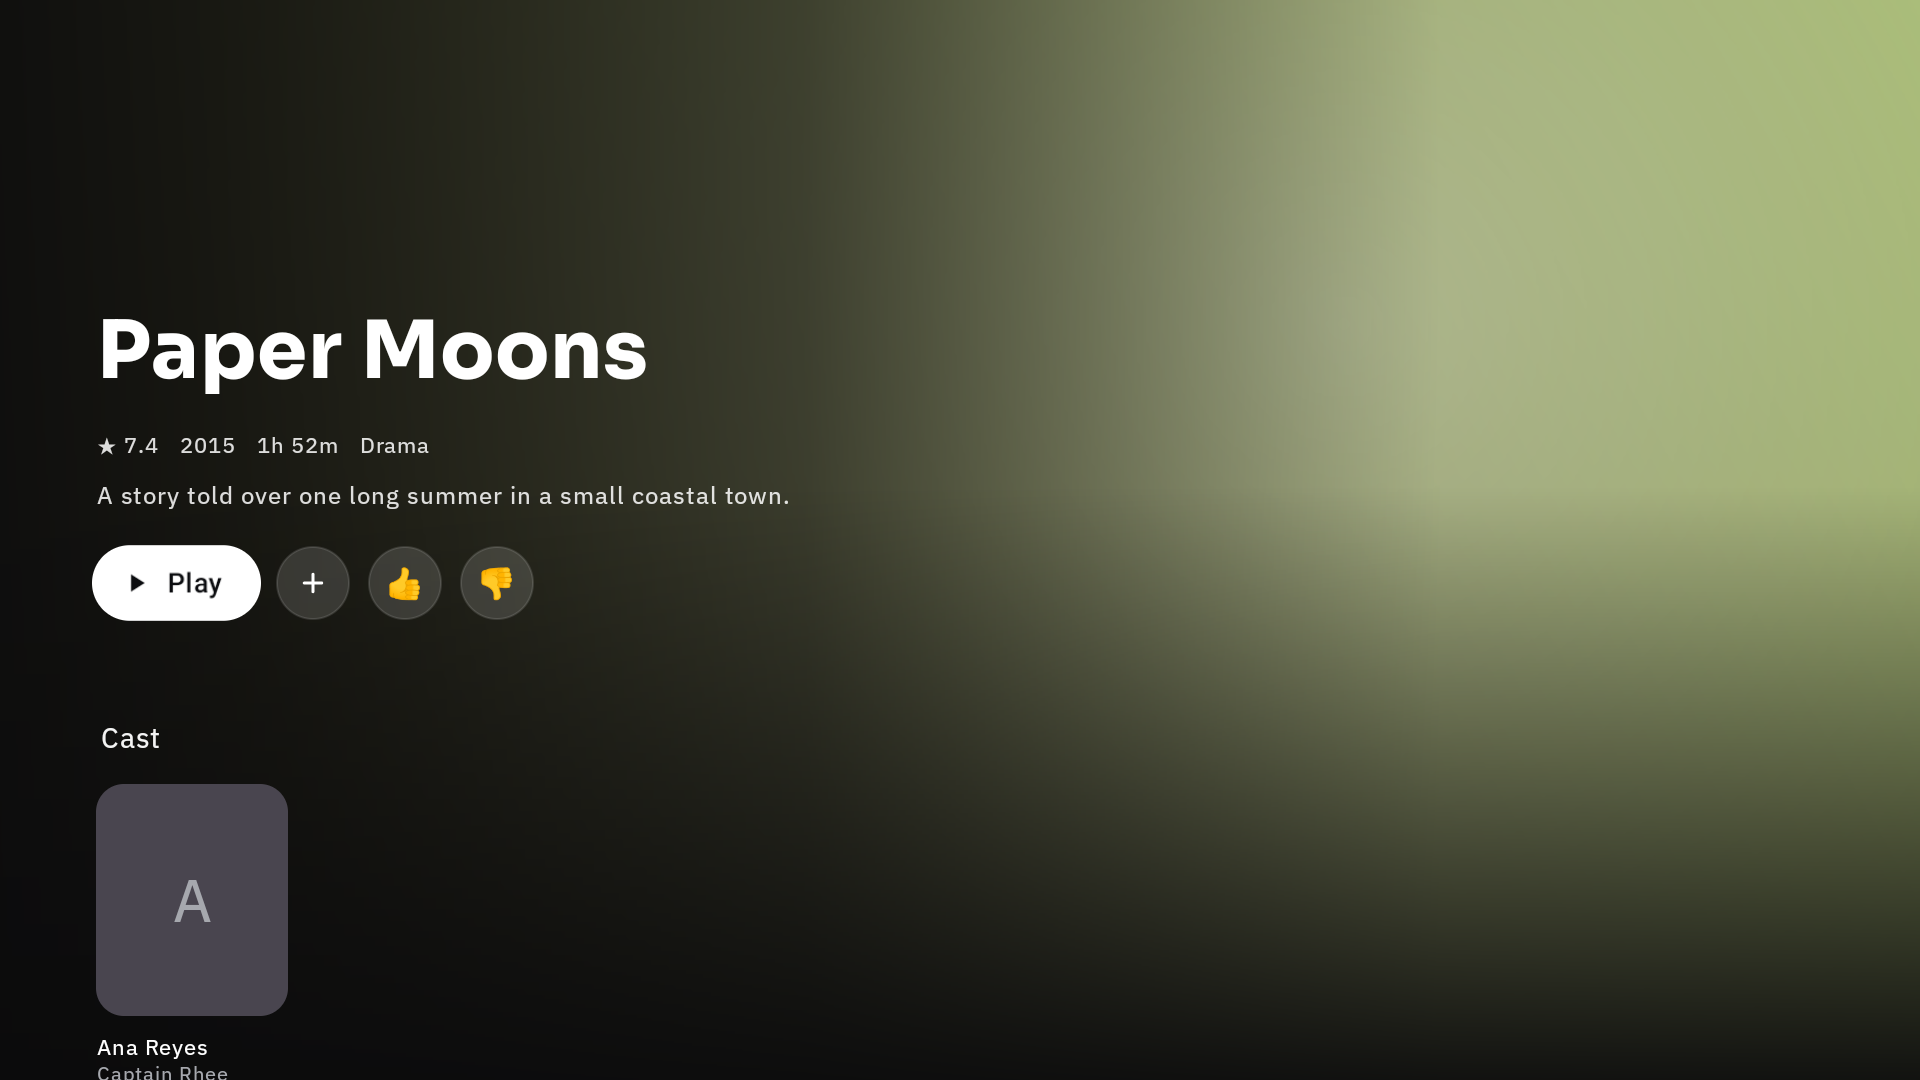 Paper Moons
★ 7.4 2015 1h 52m Drama
A story told over one long summer in a small coastal town.
Play
Cast
A
Ana Reyes
Captain Rhee